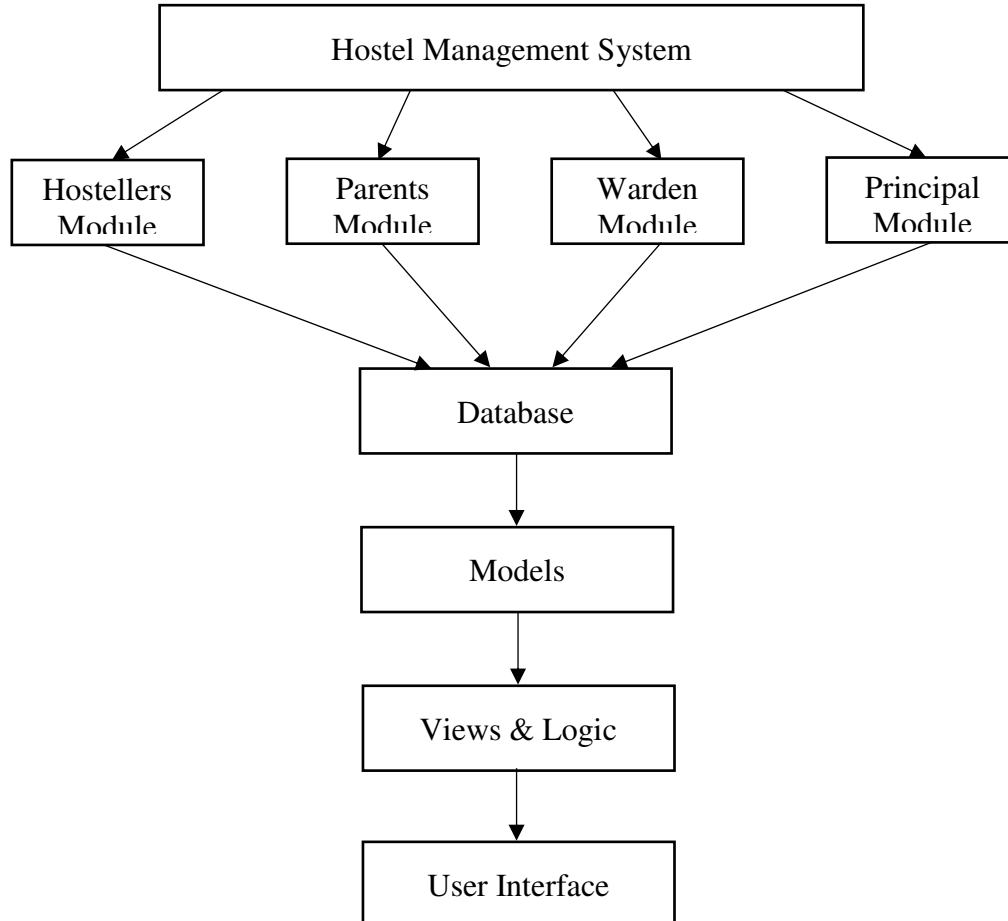 Hostel Management System
Hostellers
Module
Parents
Module
Warden
Module
Principal
Module
Database
Models
Views & Logic
User Interface